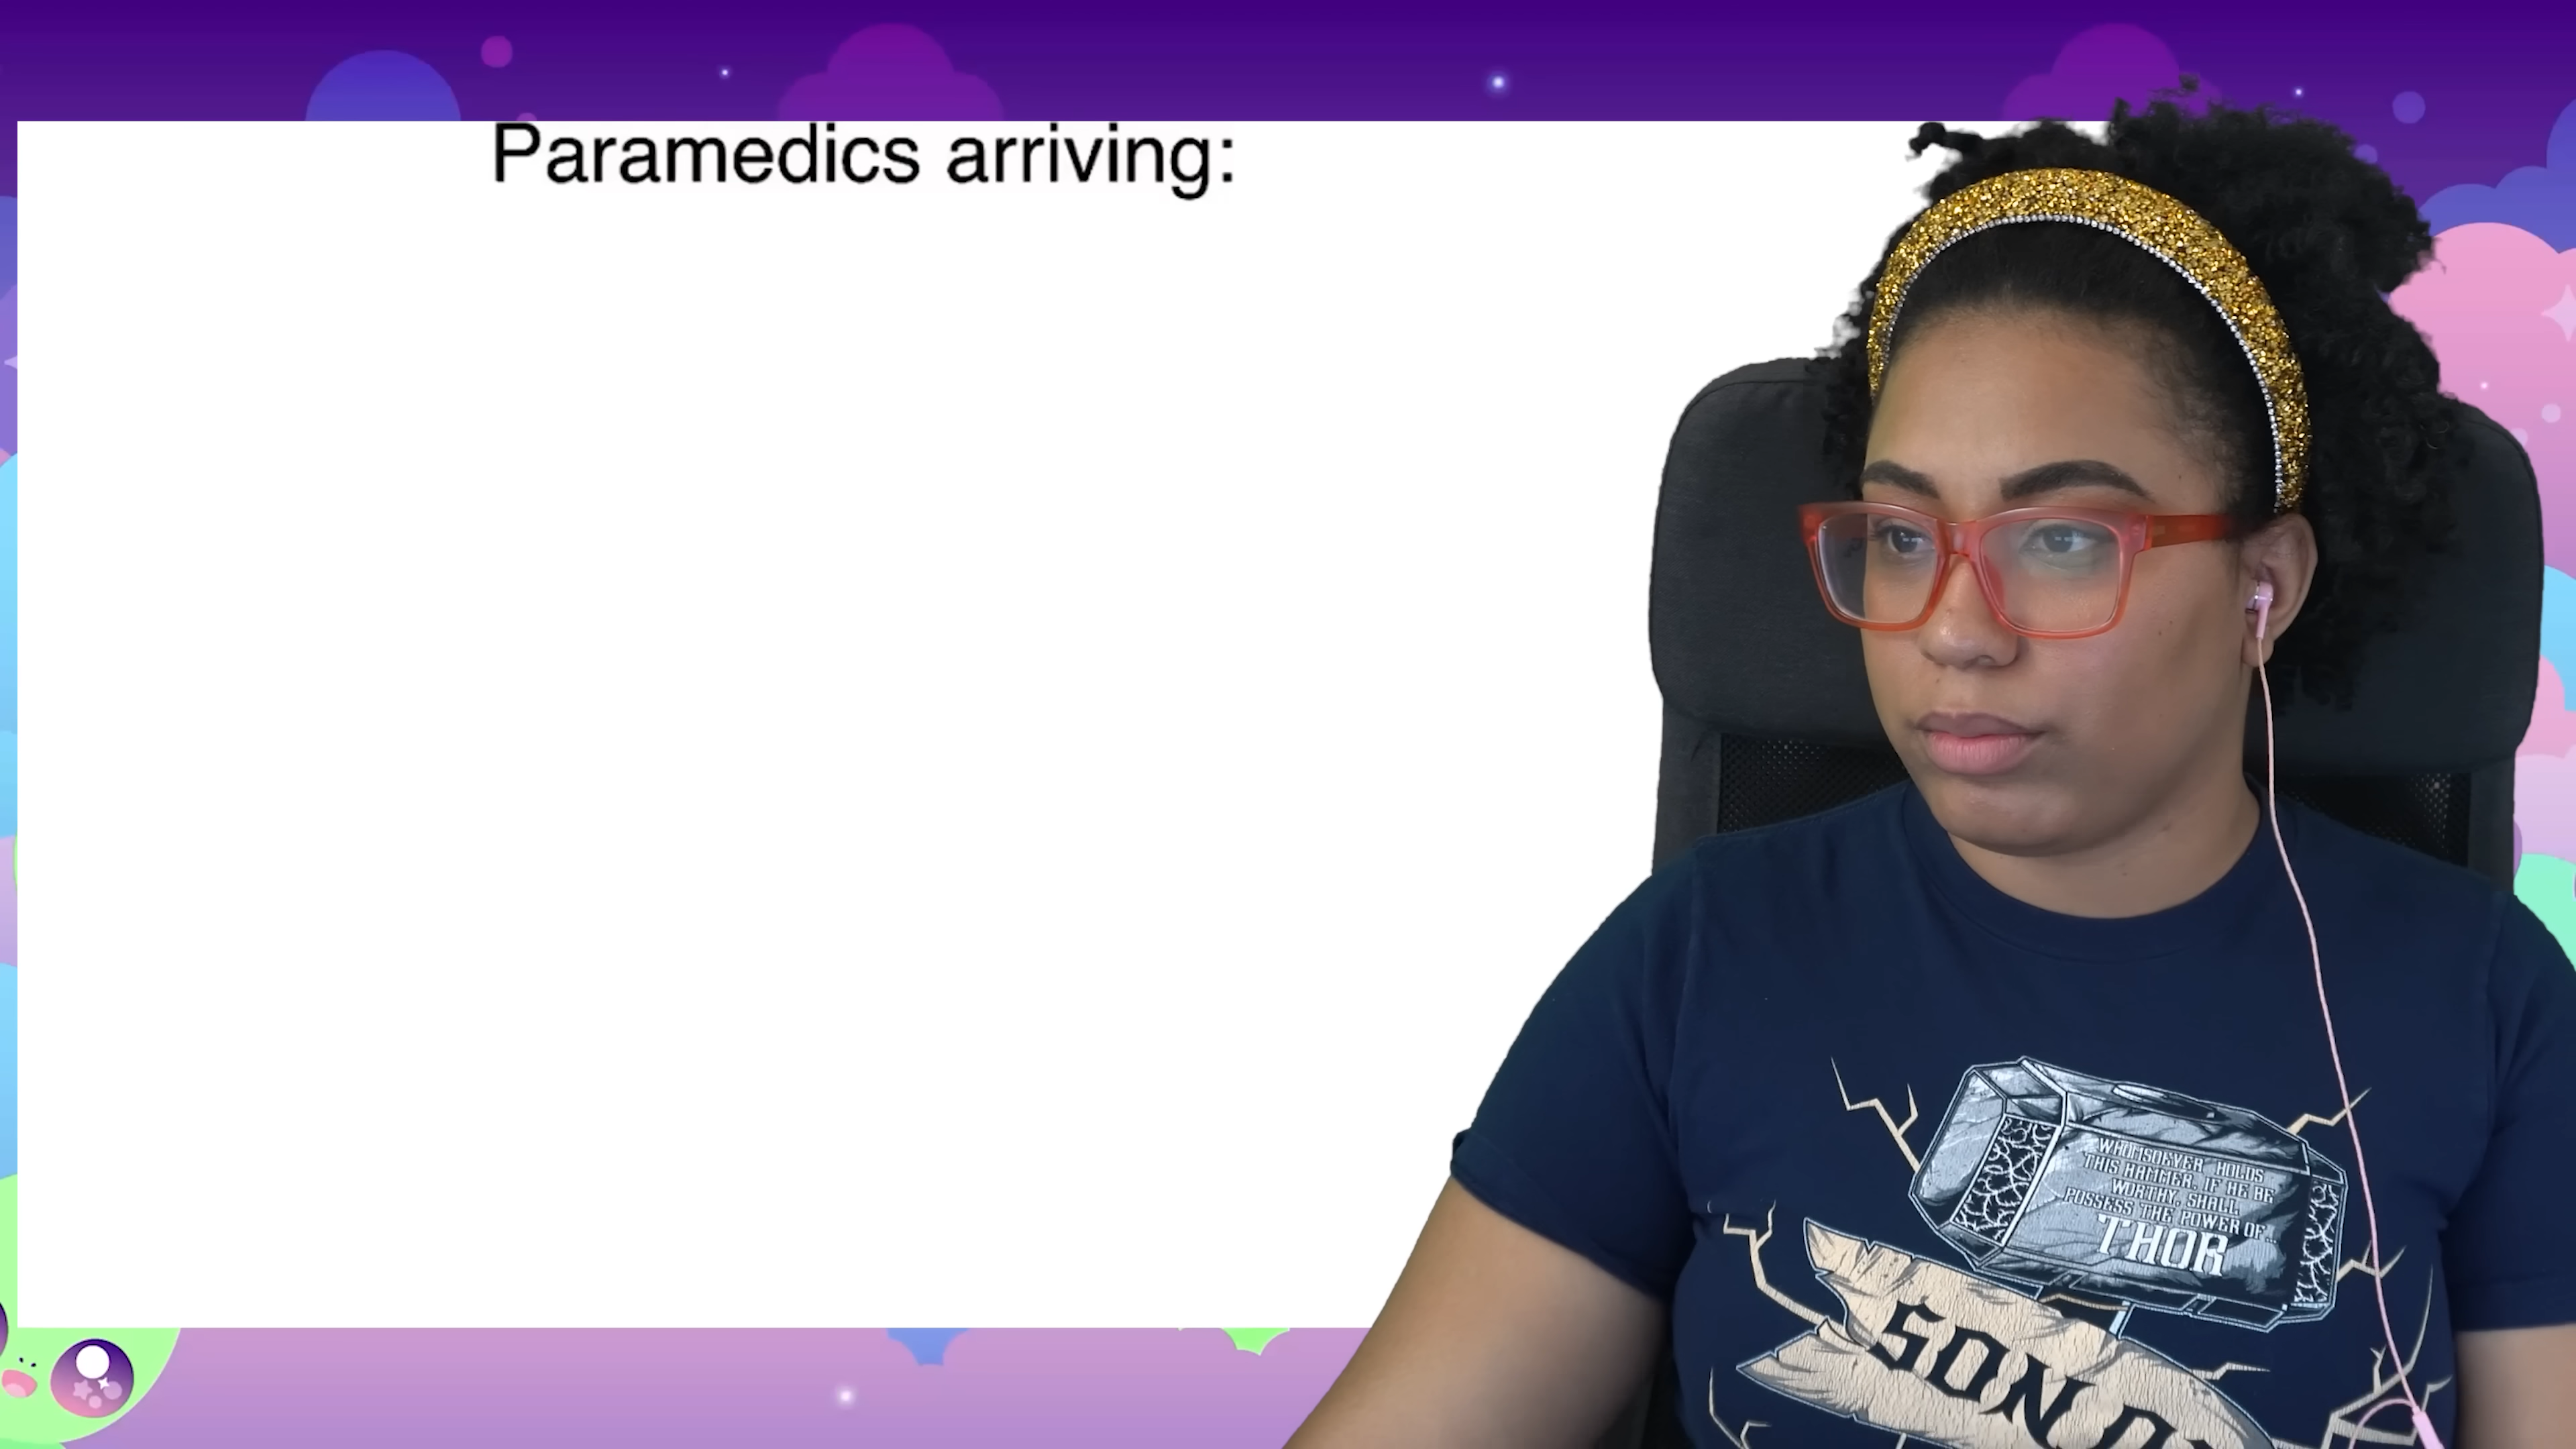 Paramedics arriving:
WHOMSOEVER HOLDS
THIS HAMMER, IF HE BE
WORTHY, SHALL
POSSESS THE POWER OF...
THOR
SON